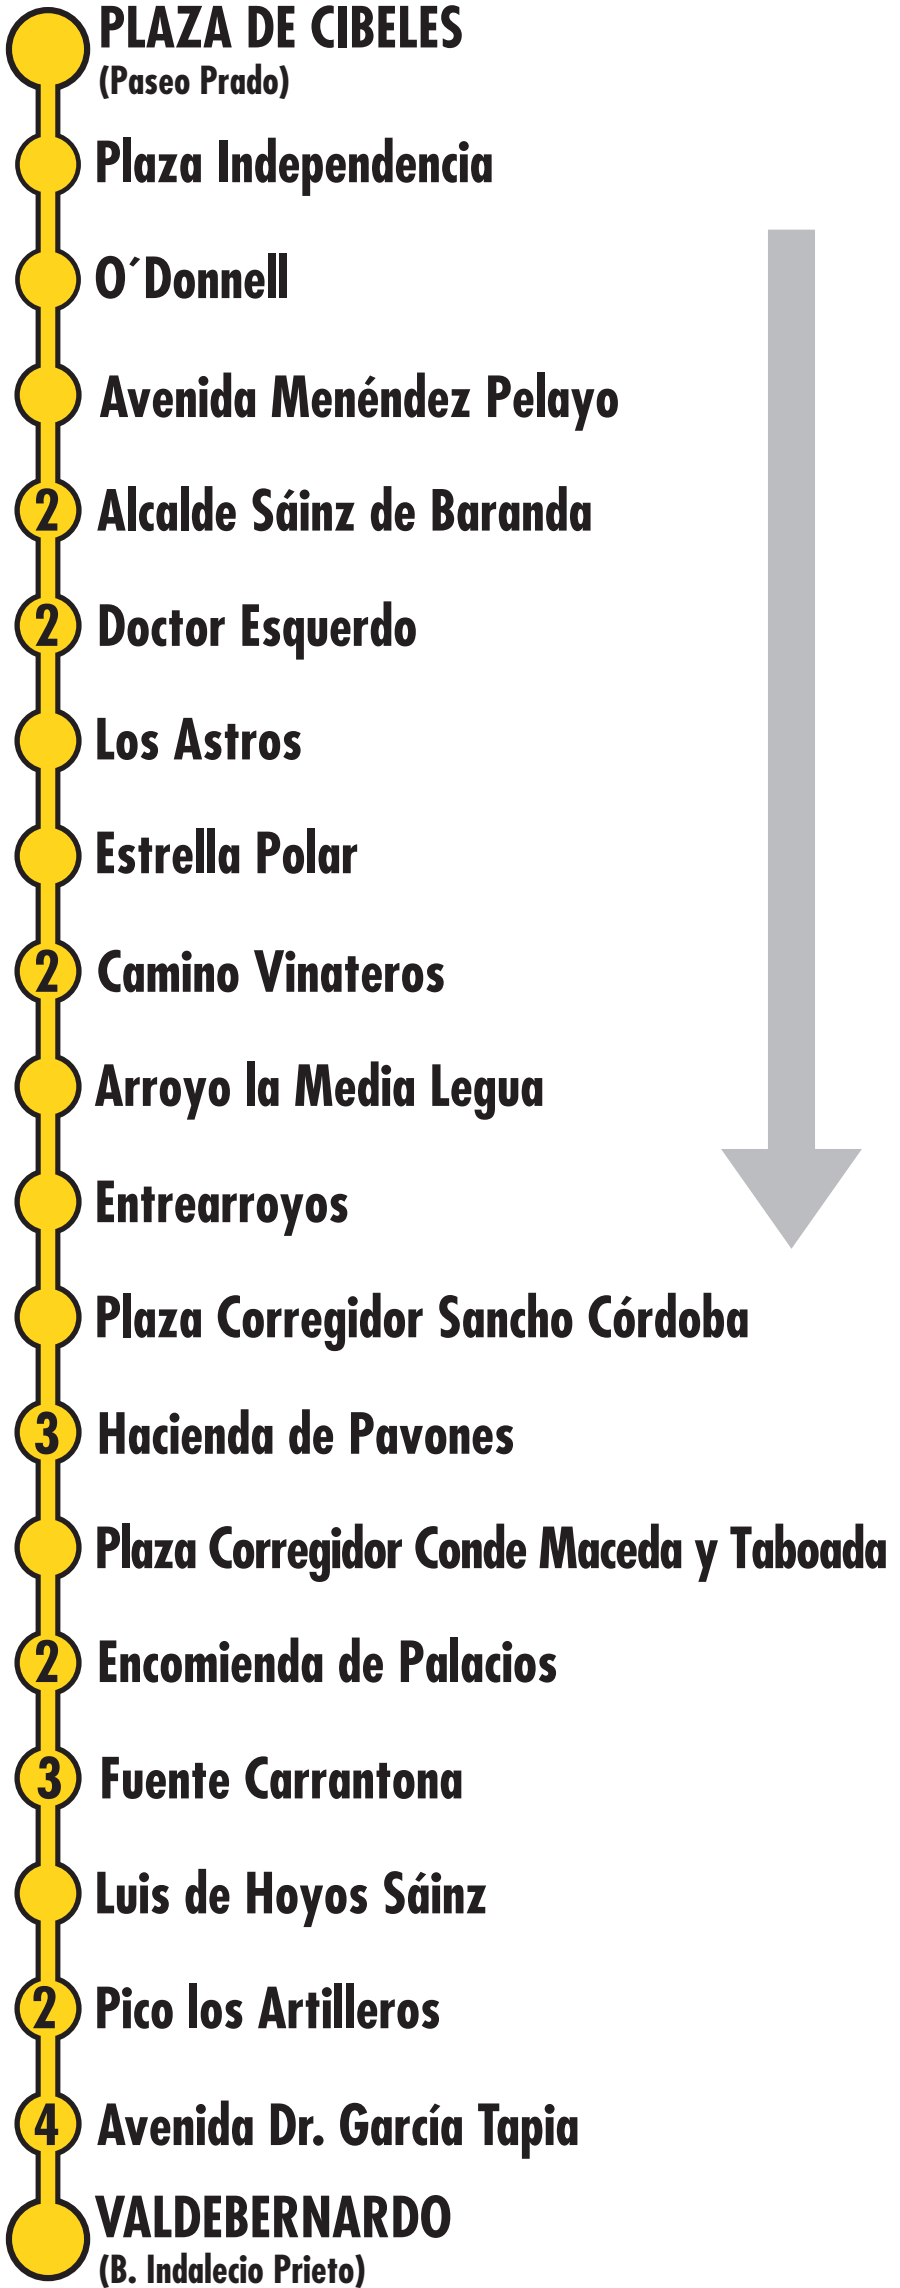 PLAZA DE CIBELES
(Paseo Prado)
Plaza Independencia
O´Donnell
Avenida Menéndez Pelayo
2 Alcalde Sáinz de Baranda
2 Doctor Esquerdo
Los Astros
Estrella Polar
2 Camino Vinateros
Arroyo la Media Legua
Entrearroyos
Plaza Corregidor Sancho Córdoba
3 Hacienda de Pavones
Plaza Corregidor Conde Maceda y Taboada
2 Encomienda de Palacios
3 Fuente Carrantona
Luis de Hoyos Sáinz
2 Pico los Artilleros
4 Avenida Dr. García Tapia
VALDEBERNARDO
(B. Indalecio Prieto)